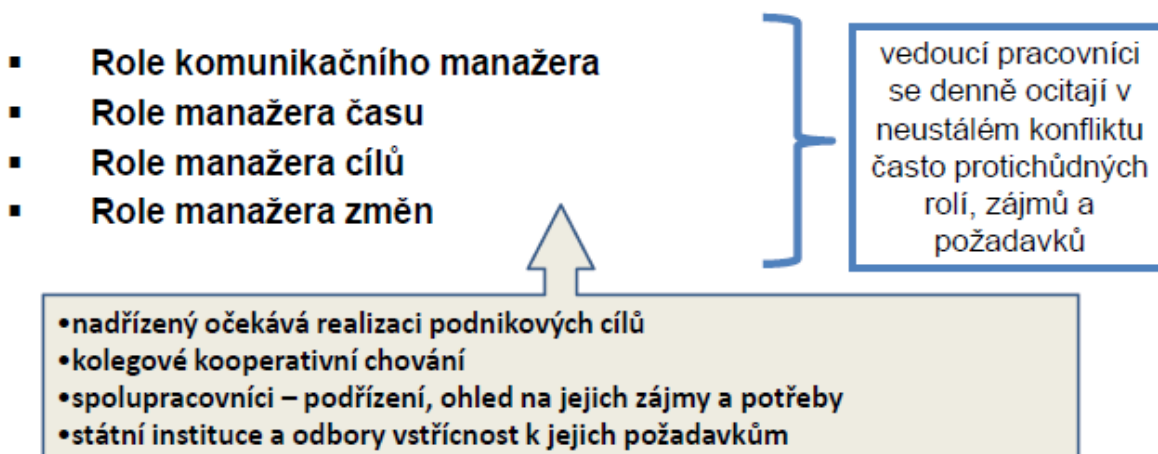 ▪ Role komunikačního manažera
▪ Role manažera času
▪ Role manažera cílů
▪ Role manažera změn
vedoucí pracovníci
se denně ocitají v
neustálém konfliktu
často protichůdných
rolí, zájmů a
požadavků
•nadřízený očekává realizaci podnikových cílů
•kolegové kooperativní chování
•spolupracovníci – podřízení, ohled na jejich zájmy a potřeby
•státní instituce a odbory vstřícnost k jejich požadavkům